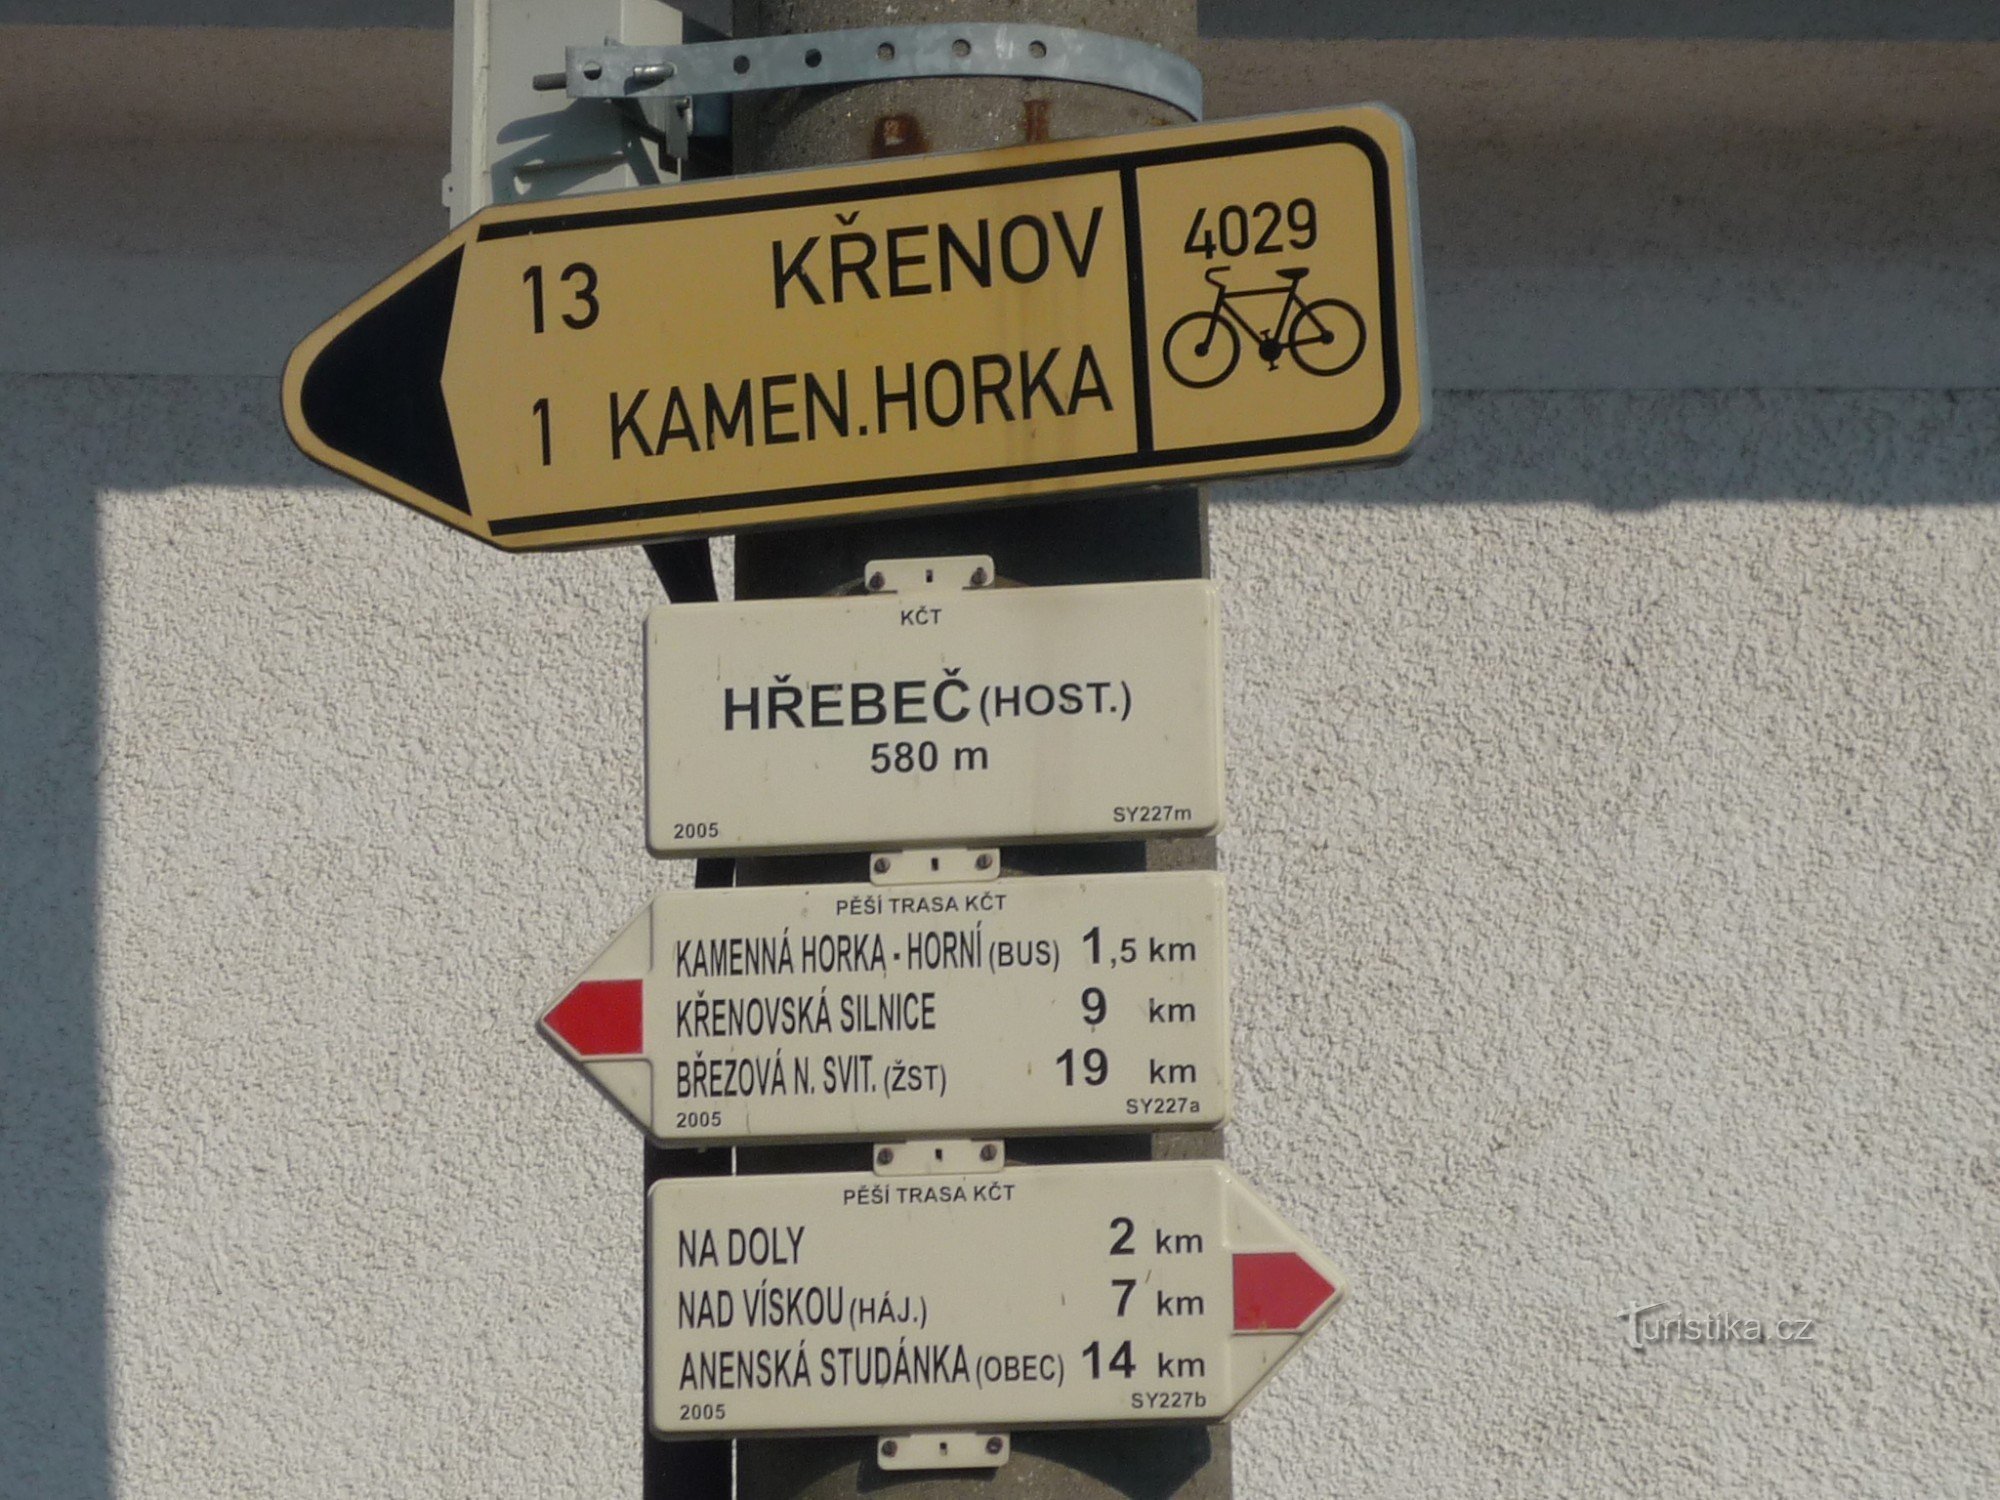 13 KŘENOV
4029
1 KAMEN.HORKA
KČT
HŘEBEČ (HOST.)
580 m
2005 SY227m
PĚŠÍ TRASA KČT
KAMENNÁ HORKA - HORNÍ (BUS) 1,5 km
KŘENOVSKÁ SILNICE 9 km
BŘEZOVÁ N. SVIT. (ŽST) 19 km
2005 SY227a
PĚŠÍ TRASA KČT
NA DOLY 2 km
NAD VÍSKOU (HÁJ.) 7 km
ANENSKÁ STUDÁNKA (OBEC) 14 km
2005 SY227b
Turistika.cz